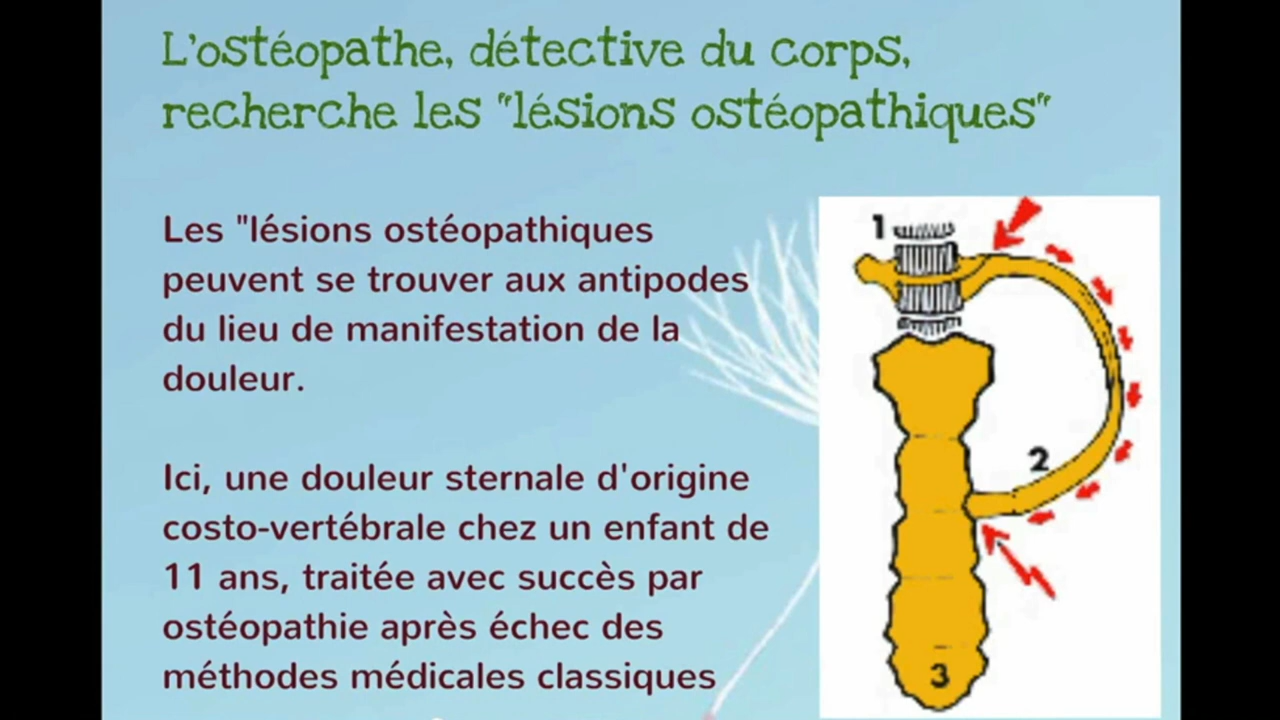 L'ostéopathe, détective du corps,
recherche les "lésions ostéopathiques"
Les "lésions ostéopathiques
peuvent se trouver aux antipodes
du lieu de manifestation de la
douleur.
Ici, une douleur sternale d'origine
costo-vertébrale chez un enfant de
11 ans, traitée avec succès par
ostéopathie après échec des
méthodes médicales classiques
1
2
3